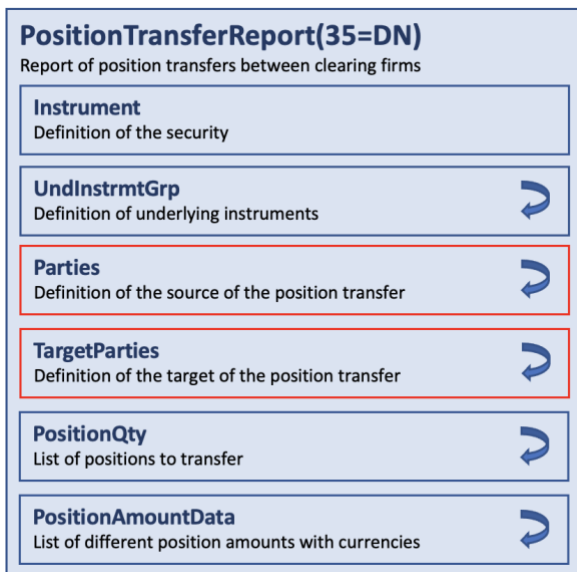 PositionTransferReport(35=DN)
Report of position transfers between clearing firms
Instrument
Definition of the security
UndInstrmtGrp
Definition of underlying instruments
Parties
Definition of the source of the position transfer
TargetParties
Definition of the target of the position transfer
PositionQty
List of positions to transfer
PositionAmountData
List of different position amounts with currencies